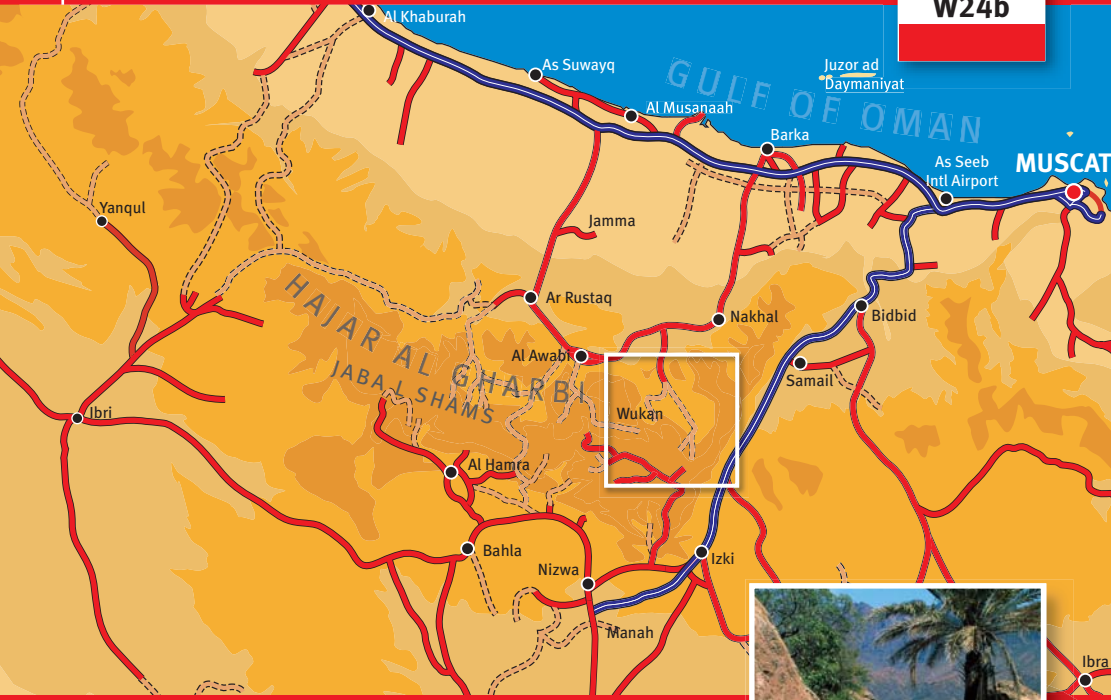 W24b
Al Khaburah
As Suwayq
Juzor ad
Daymaniyat
GULF OF OMAN
Al Musanaah
Barka
As Seeb
Intl Airport
MUSCAT
Yanqul
Jamma
HAJAR AL GHARBI
Ar Rustaq
Nakhal
Bidbid
Al Awabi
JABAL SHAMS
Samail
Ibri
Wukan
Al Hamra
Bahla
Izki
Nizwa
Manah
Ibra